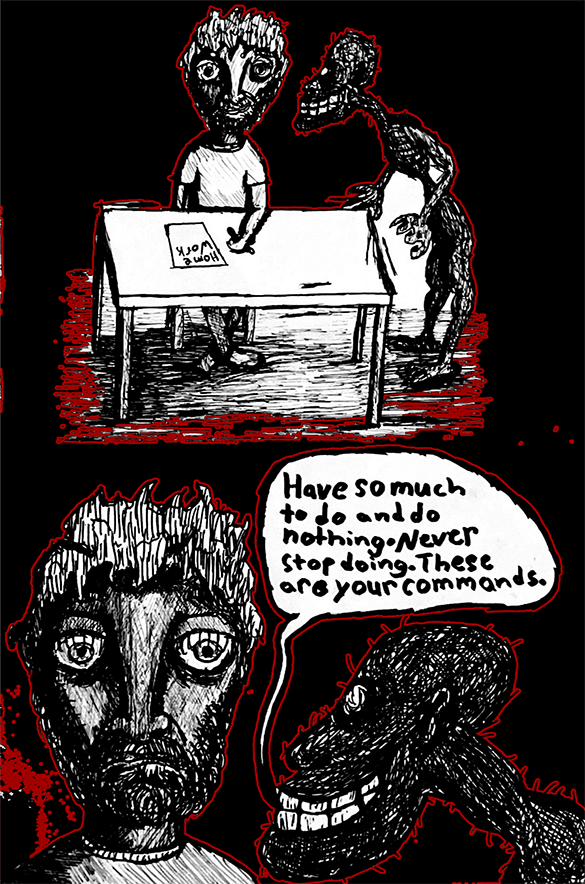 Home
Work
Have so much
to do and do
nothing. Never
stop doing. These
are your commands.